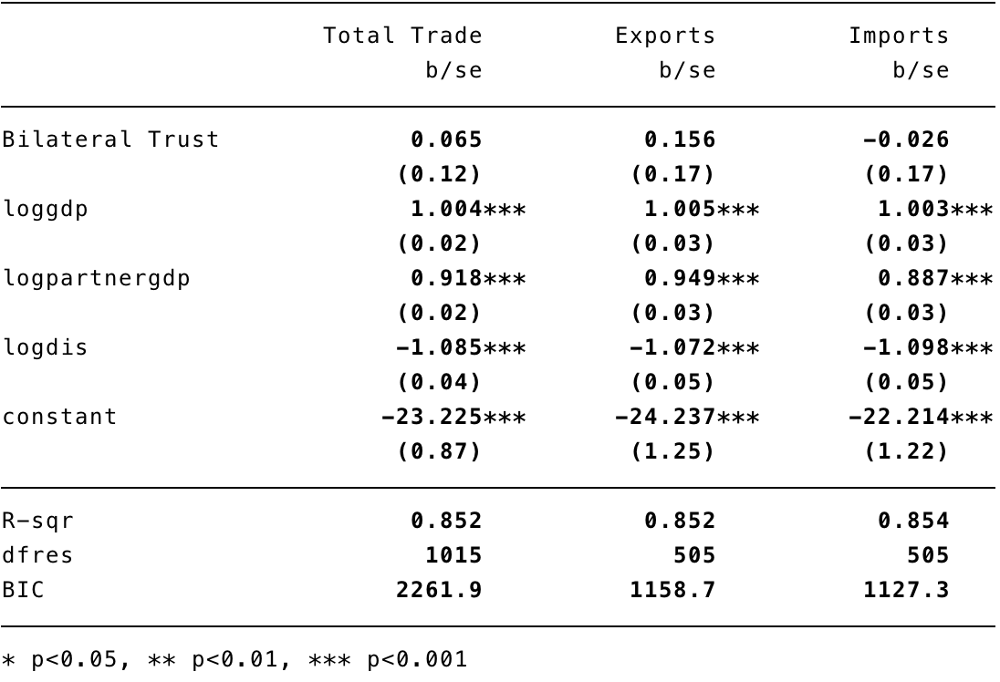 Total Trade Exports Imports
b/se b/se b/se
Bilateral Trust 0.065 0.156 -0.026
(0.12) (0.17) (0.17)
loggdp 1.004*** 1.005*** 1.003***
(0.02) (0.03) (0.03)
logpartnergdp 0.918*** 0.949*** 0.887***
(0.02) (0.03) (0.03)
logdis -1.085*** -1.072*** -1.098***
(0.04) (0.05) (0.05)
constant -23.225*** -24.237*** -22.214***
(0.87) (1.25) (1.22)
R-sqr 0.852 0.852 0.854
dfres 1015 505 505
BIC 2261.9 1158.7 1127.3
* p<0.05, ** p<0.01, *** p<0.001